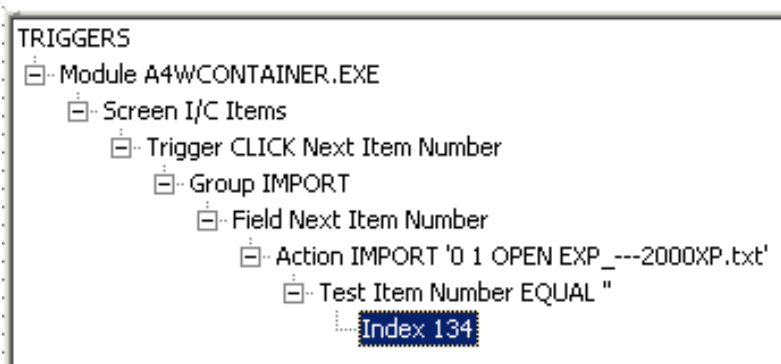 TRIGGERS
Module A4WCONTAINER.EXE
Screen I/C Items
Trigger CLICK Next Item Number
Group IMPORT
Field Next Item Number
Action IMPORT '0 1 OPEN EXP_---2000XP.txt'
Test Item Number EQUAL ''
Index 134